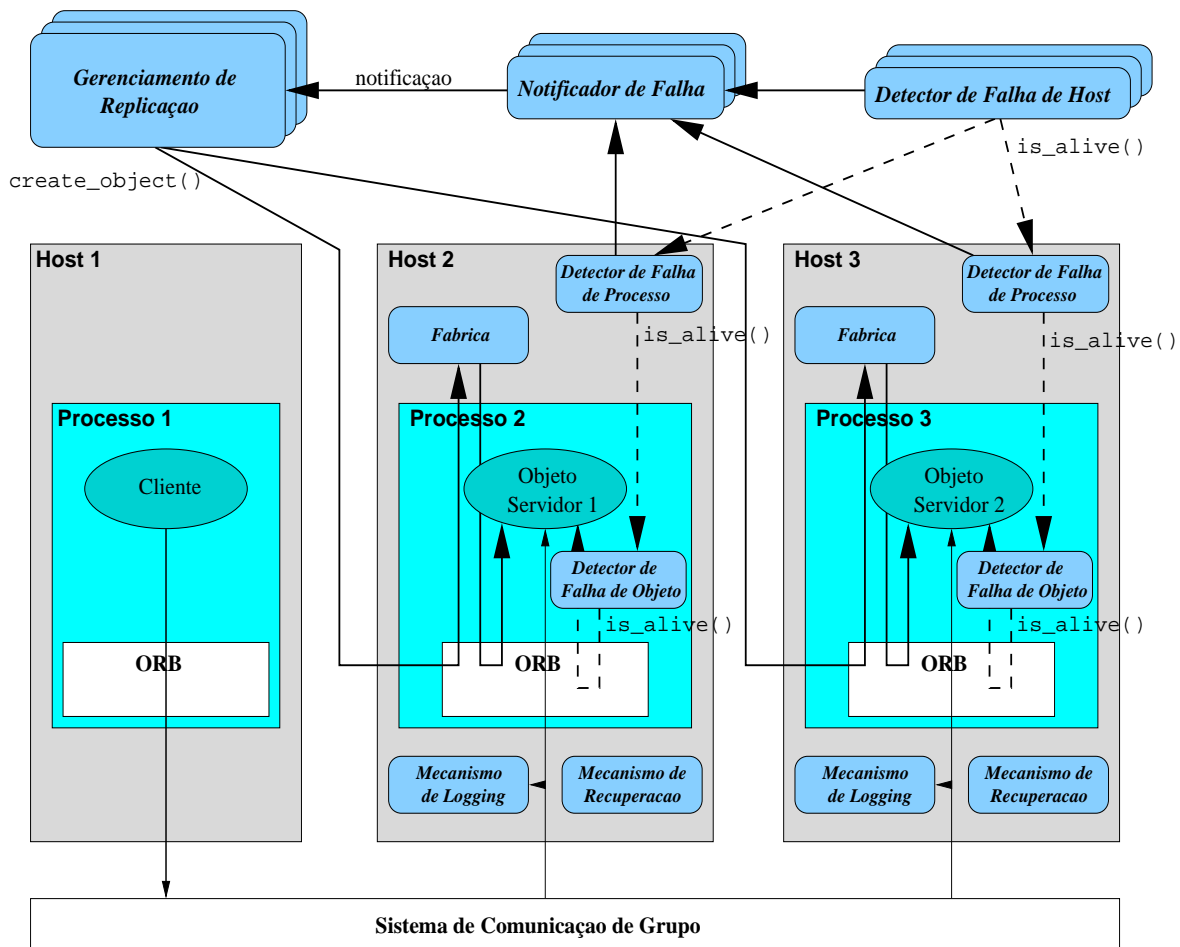 Gerenciamento de
Replicaçao
notificaçao
Notificador de Falha
Detector de Falha de Host
is_alive()
create_object()
Host 1
Host 2
Host 3
Detector de Falha
de Processo
Detector de Falha
de Processo
Fabrica
is_alive()
Fabrica
is_alive()
Processo 1
Processo 2
Processo 3
Cliente
Objeto
Servidor 1
Objeto
Servidor 2
Detector de
Falha de Objeto
Detector de
Falha de Objeto
is_alive()
is_alive()
ORB
ORB
ORB
Mecanismo
de Logging
Mecanismo de
Recuperacao
Mecanismo
de Logging
Mecanismo de
Recuperacao
Sistema de Comunicaçao de Grupo